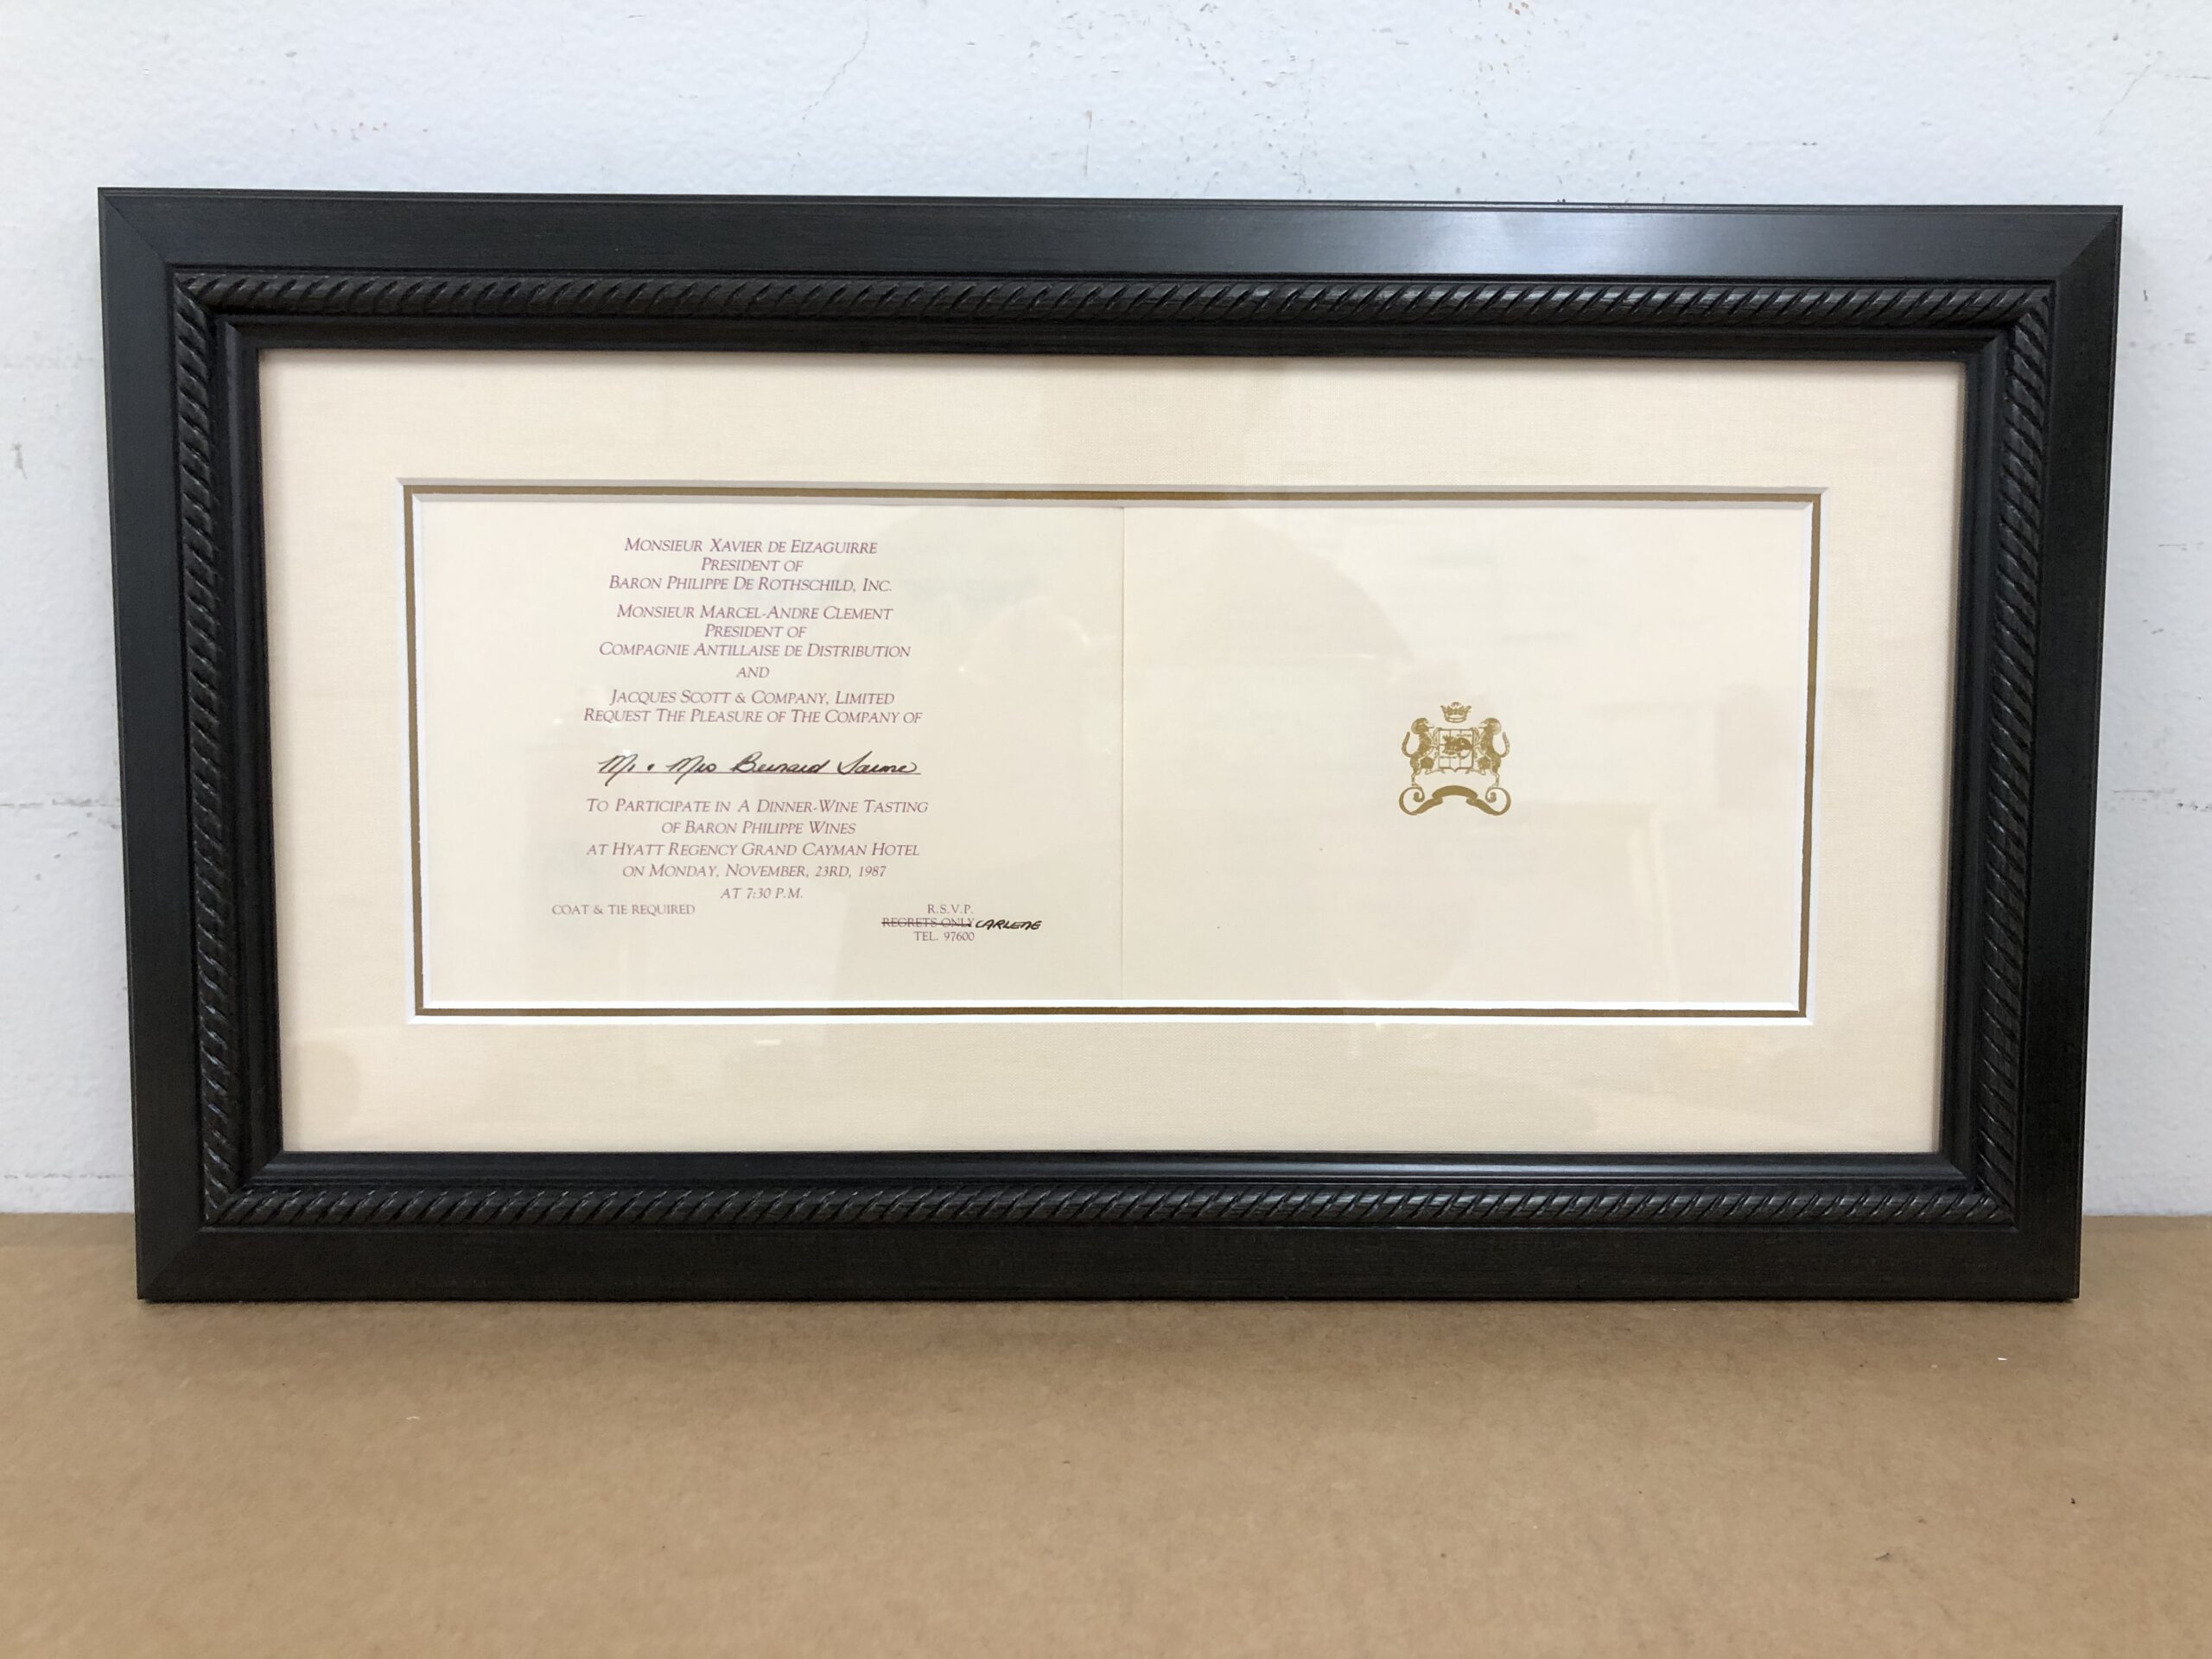 MONSIEUR XAVIER DE EIZAGUIRRE
PRESIDENT OF
BARON PHILIPPE DE ROTHSCHILD, INC.
MONSIEUR MARCEL-ANDRE CLEMENT
PRESIDENT OF
COMPAGNIE ANTILLAISE DE DISTRIBUTION
AND
JACQUES SCOTT & COMPANY, LIMITED
REQUEST THE PLEASURE OF THE COMPANY OF
Mr. Mrs Bernard
TO PARTICIPATE IN A DINNER-WINE TASTING
OF BARON PHILIPPE WINES
AT HYATT REGENCY GRAND CAYMAN HOTEL
ON MONDAY, NOVEMBER, 23RD, 1987
AT 7:30 P.M.
COAT & TIE REQUIRED
R.S.V.P.
REGRETS ONLY CARLENE
TEL. 97600